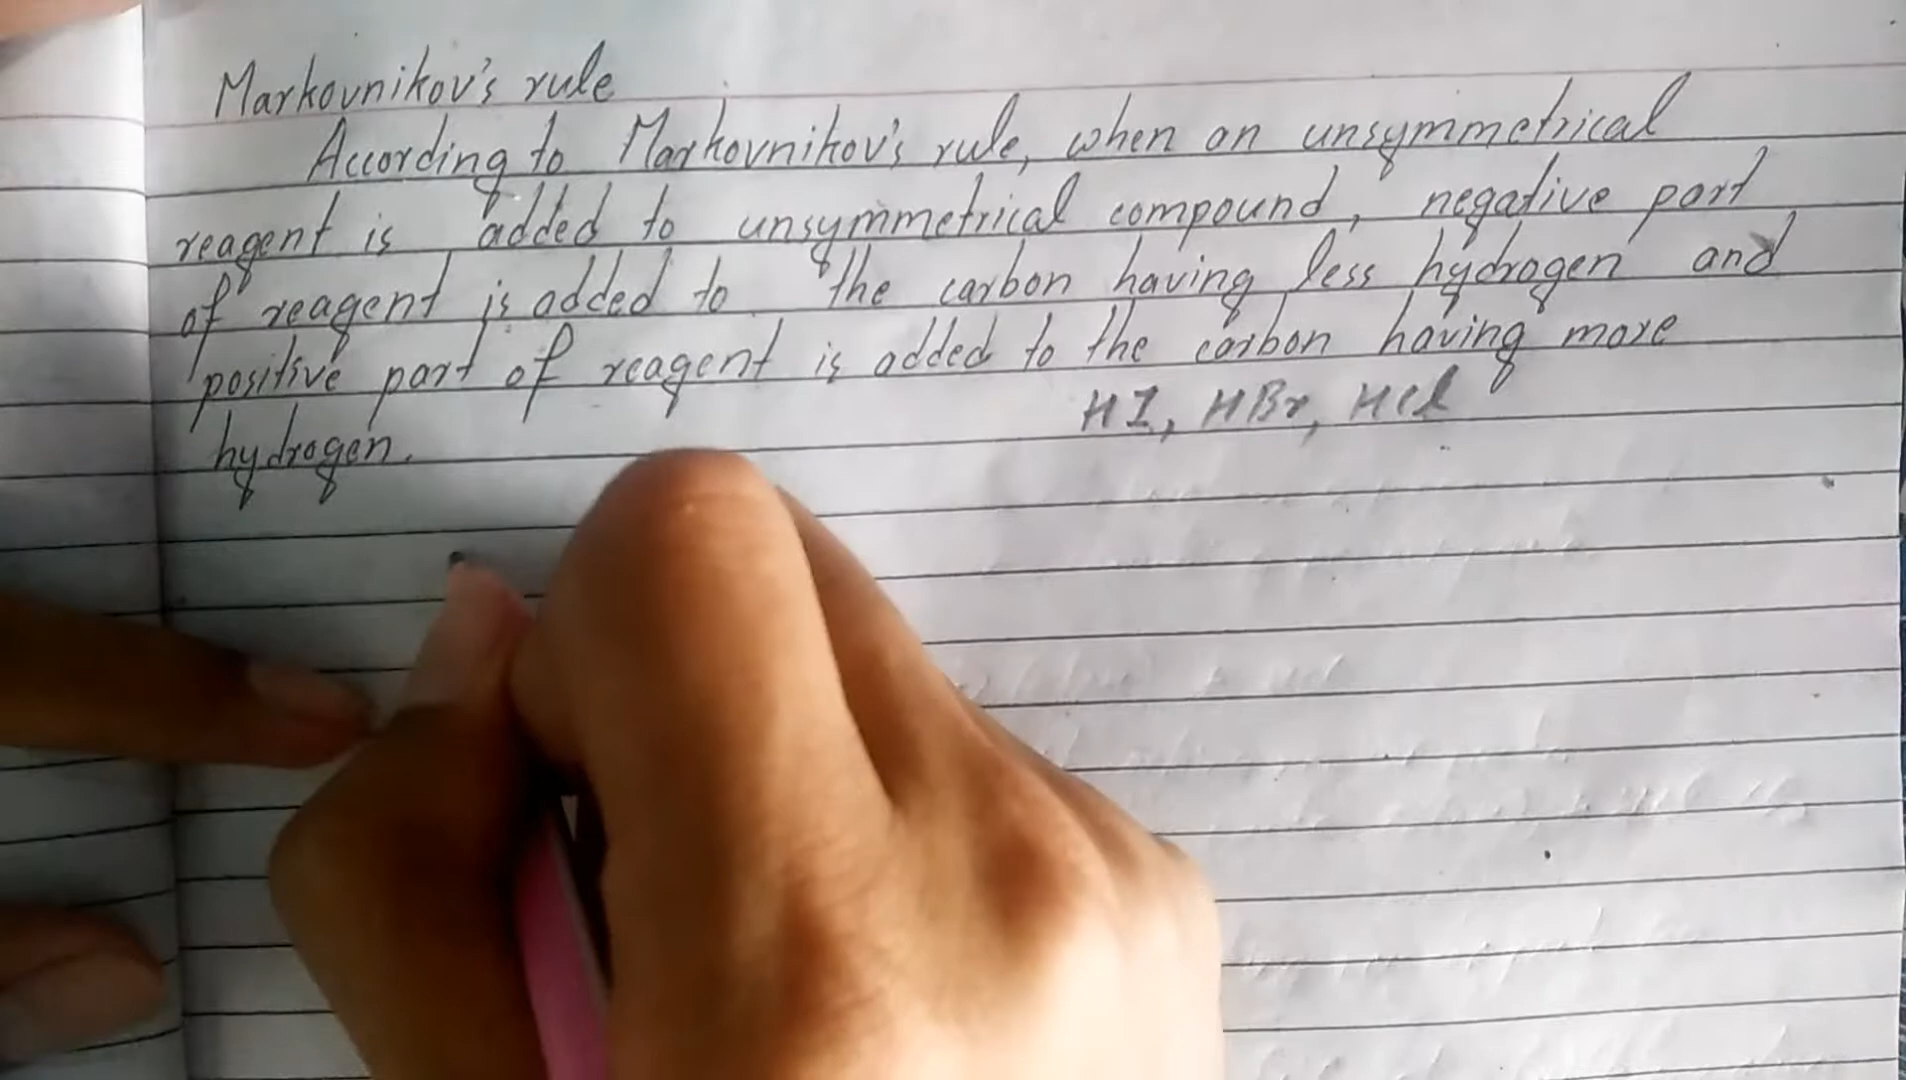 Markovnikov's rule
According to Markovnikov's rule, when an unsymmetrical
reagent is added to unsymmetrical compound, negative part
of reagent is added to the carbon having less hydrogen and
positive part of reagent is added to the carbon having more
hydrogen.
HI, HBr, HCl